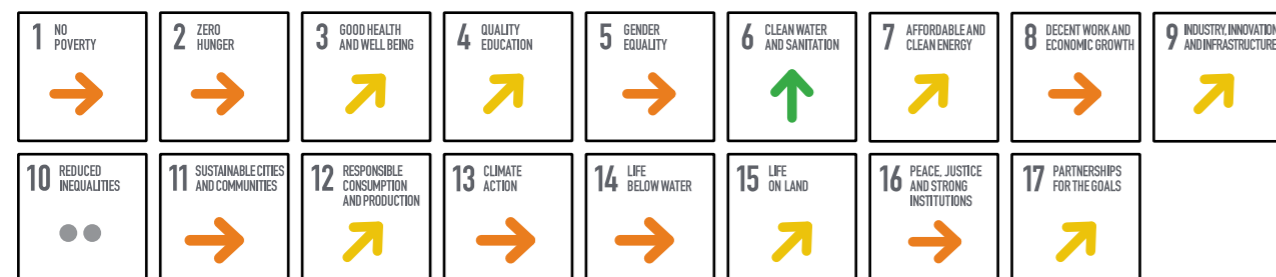 1 NO
POVERTY
2 ZERO
HUNGER
3 GOOD HEALTH
AND WELL BEING
4 QUALITY
EDUCATION
5 GENDER
EQUALITY
6 CLEAN WATER
AND SANITATION
7 AFFORDABLE AND
CLEAN ENERGY
8 DECENT WORK AND
ECONOMIC GROWTH
9 INDUSTRY, INNOVATION
AND INFRASTRUCTURE
10 REDUCED
INEQUALITIES
11 SUSTAINABLE CITIES
AND COMMUNITIES
12 RESPONSIBLE
CONSUMPTION
AND PRODUCTION
13 CLIMATE
ACTION
14 LIFE
BELOW WATER
15 LIFE
ON LAND
16 PEACE, JUSTICE
AND STRONG
INSTITUTIONS
17 PARTNERSHIPS
FOR THE GOALS